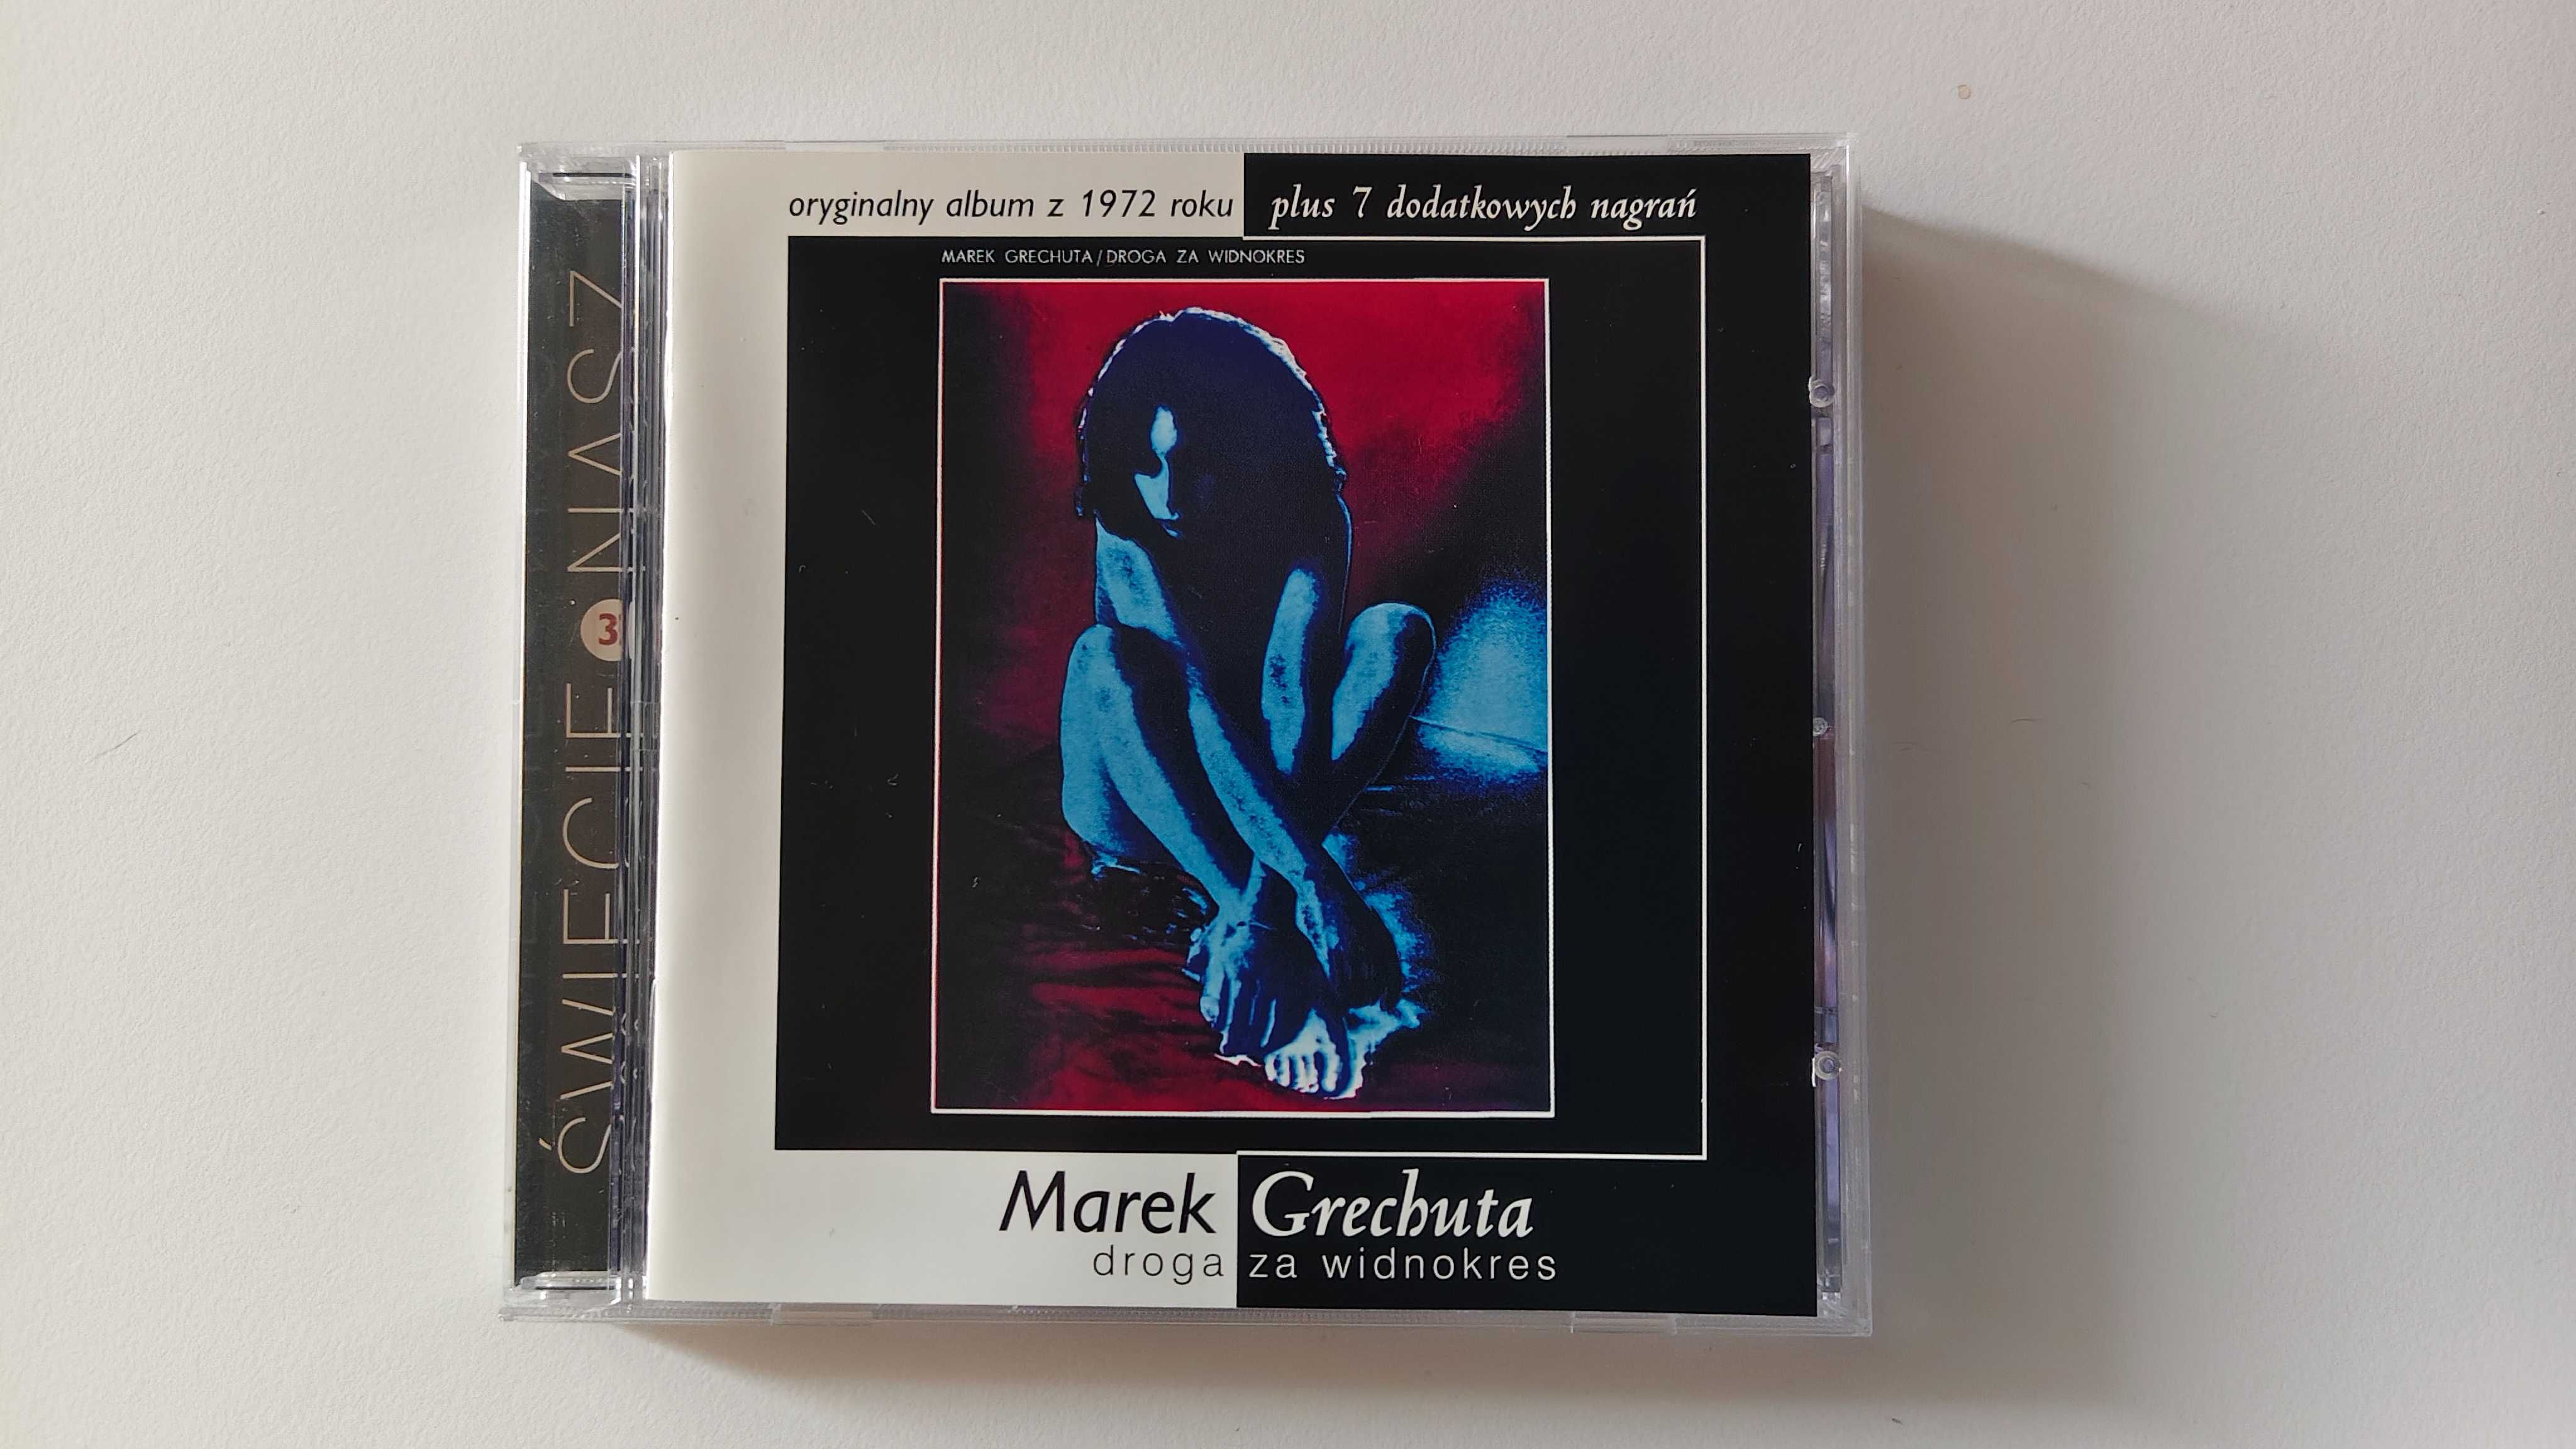 oryginalny album z 1972 roku plus 7 dodatkowych nagrań
MAREK GRECHUTA/DROGA ZA WIDNOKRES
Marek Grechuta
droga za widnokres
ŚWIECIE NASZ